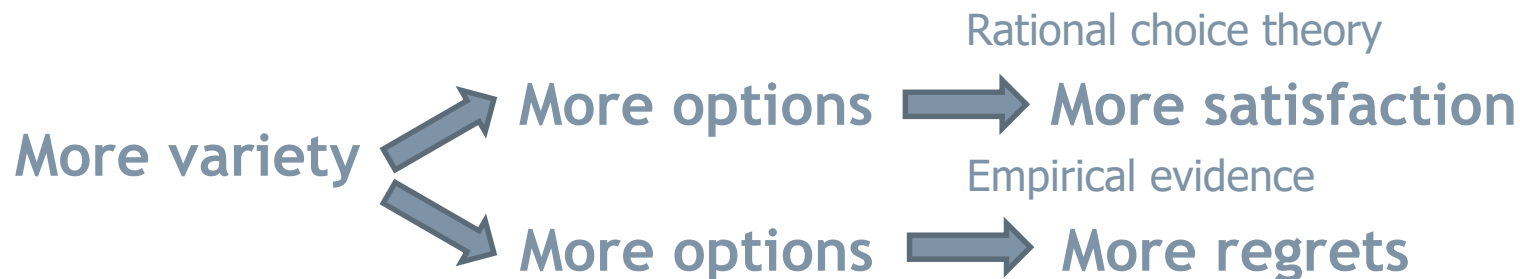 Rational choice theory
More options
More satisfaction
More variety
Empirical evidence
More options
More regrets